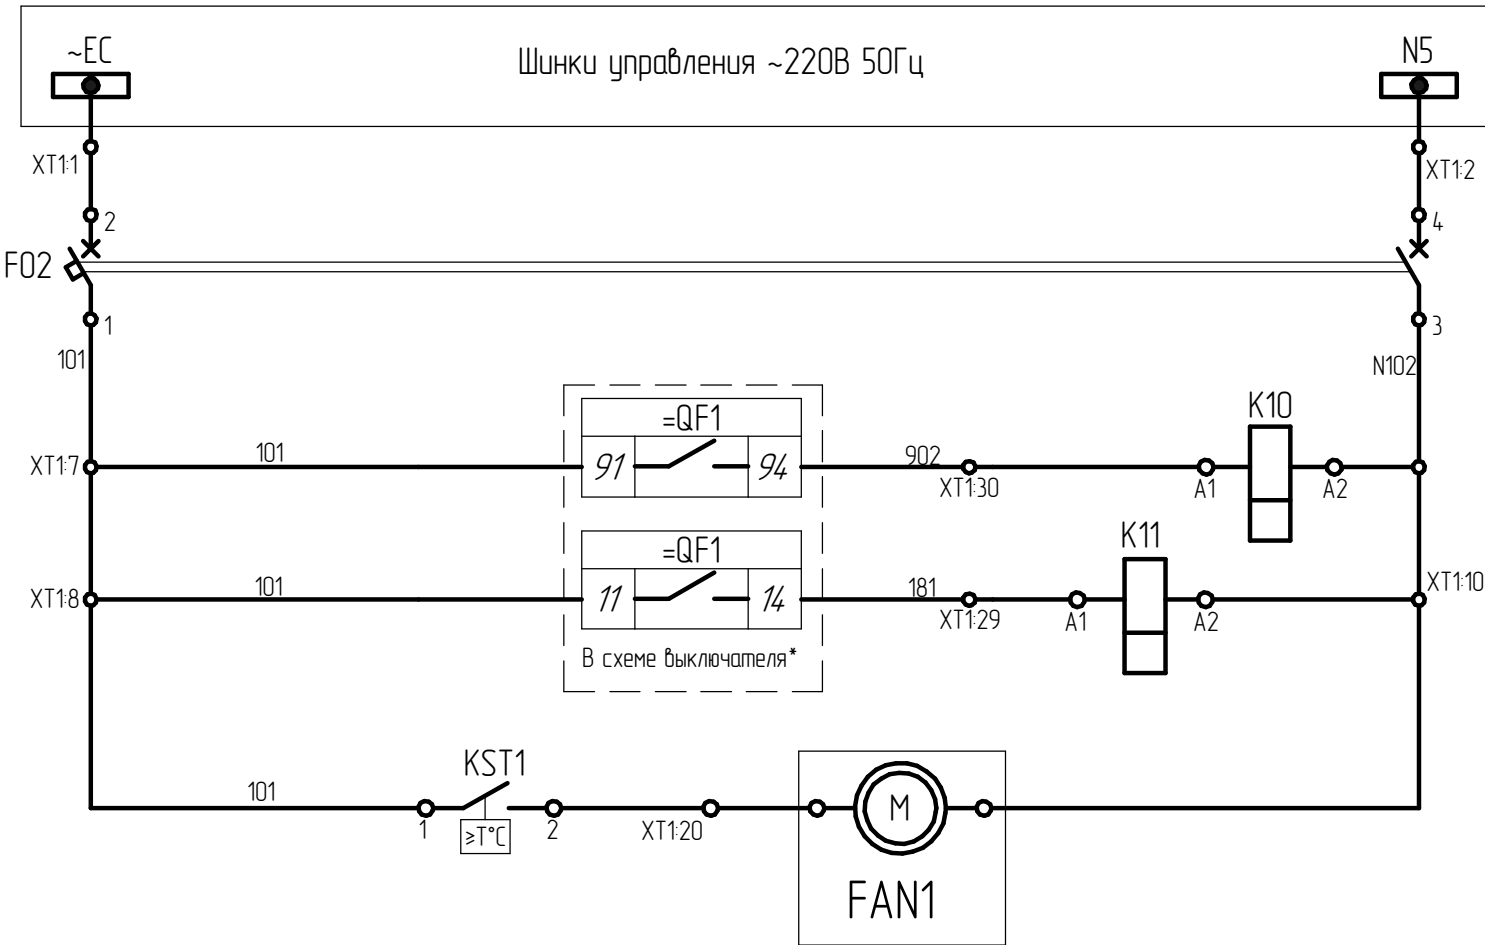 ~EC
Шинки управления ~220В 50Гц
N5
XT1:1
XT1:2
2
4
F02
1
3
101
N102
=QF1
K10
XT1:7
101
91
94
902
XT1:30
A1
A2
=QF1
K11
XT1:8
101
11
14
181
XT1:29
A1
A2
XT1:10
В схеме выключателя*
KST1
101
1
≥T°C
2
XT1:20
M
FAN1